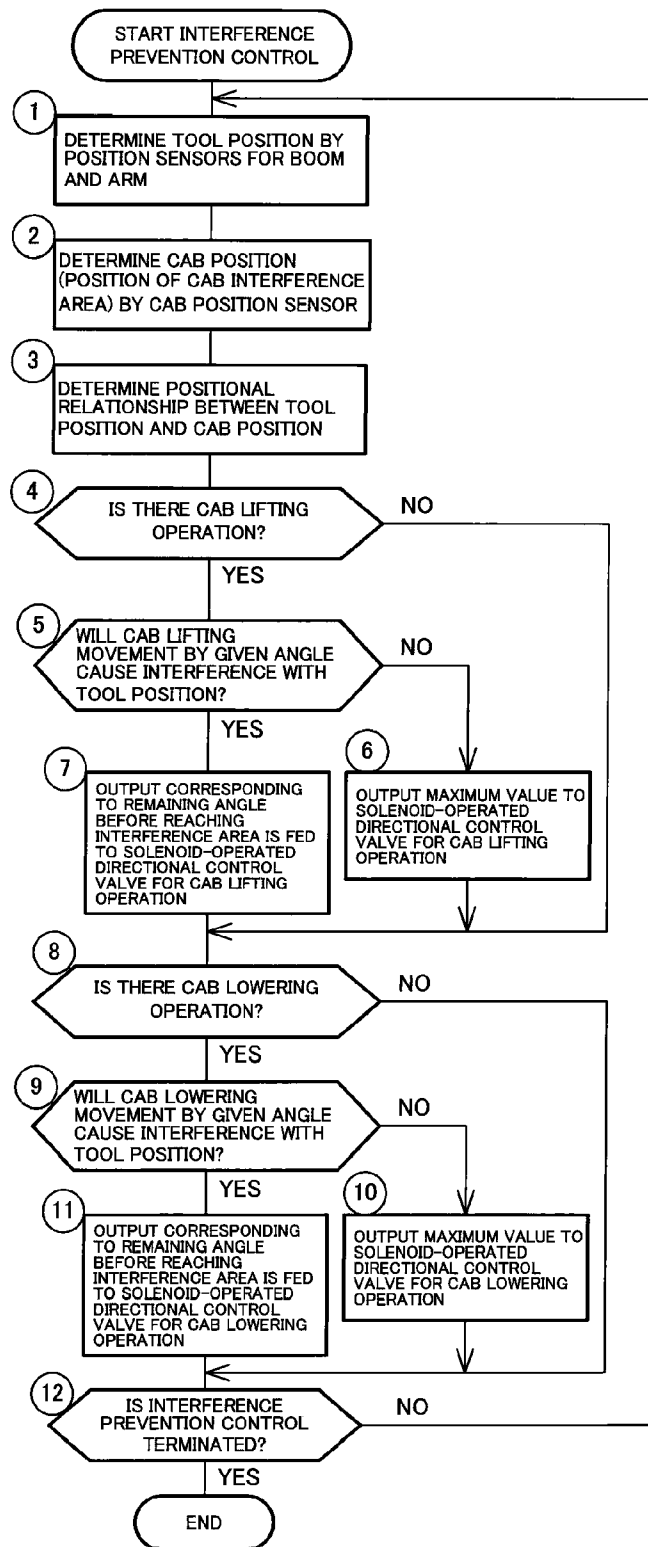 START INTERFERENCE
PREVENTION CONTROL
1
DETERMINE TOOL POSITION BY
POSITION SENSORS FOR BOOM
AND ARM
2
DETERMINE CAB POSITION
(POSITION OF CAB INTERFERENCE
AREA) BY CAB POSITION SENSOR
3
DETERMINE POSITIONAL
RELATIONSHIP BETWEEN TOOL
POSITION AND CAB POSITION
4
IS THERE CAB LIFTING
OPERATION?
NO
YES
5
WILL CAB LIFTING
MOVEMENT BY GIVEN ANGLE
CAUSE INTERFERENCE WITH
TOOL POSITION?
NO
YES
6
OUTPUT MAXIMUM VALUE TO
SOLENOID-OPERATED
DIRECTIONAL CONTROL
VALVE FOR CAB LIFTING
OPERATION
7
OUTPUT CORRESPONDING
TO REMAINING ANGLE
BEFORE REACHING
INTERFERENCE AREA IS FED
TO SOLENOID-OPERATED
DIRECTIONAL CONTROL
VALVE FOR CAB LIFTING
OPERATION
8
IS THERE CAB LOWERING
OPERATION?
NO
YES
9
WILL CAB LOWERING
MOVEMENT BY GIVEN ANGLE
CAUSE INTERFERENCE WITH
TOOL POSITION?
NO
YES
10
OUTPUT MAXIMUM VALUE TO
SOLENOID-OPERATED
DIRECTIONAL CONTROL
VALVE FOR CAB LOWERING
OPERATION
11
OUTPUT CORRESPONDING
TO REMAINING ANGLE
BEFORE REACHING
INTERFERENCE AREA IS FED
TO SOLENOID-OPERATED
DIRECTIONAL CONTROL
VALVE FOR CAB LOWERING
OPERATION
12
IS INTERFERENCE
PREVENTION CONTROL
TERMINATED?
NO
YES
END